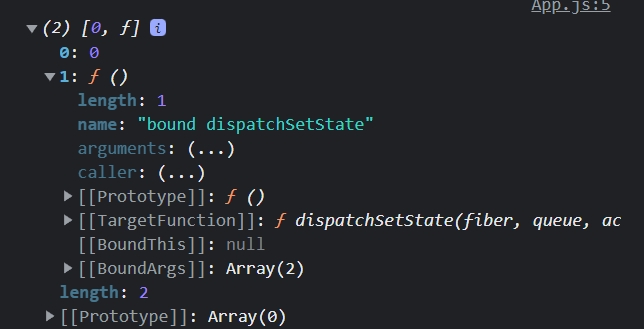 App.js:5
▼(2) [0, ƒ] i
0: 0
▼1: ƒ ()
length: 1
name: "bound dispatchSetState"
arguments: (...)
caller: (...)
▶[[Prototype]]: ƒ ()
▶[[TargetFunction]]: ƒ dispatchSetState(fiber, queue, ac
[[BoundThis]]: null
▶[[BoundArgs]]: Array(2)
length: 2
▶[[Prototype]]: Array(0)